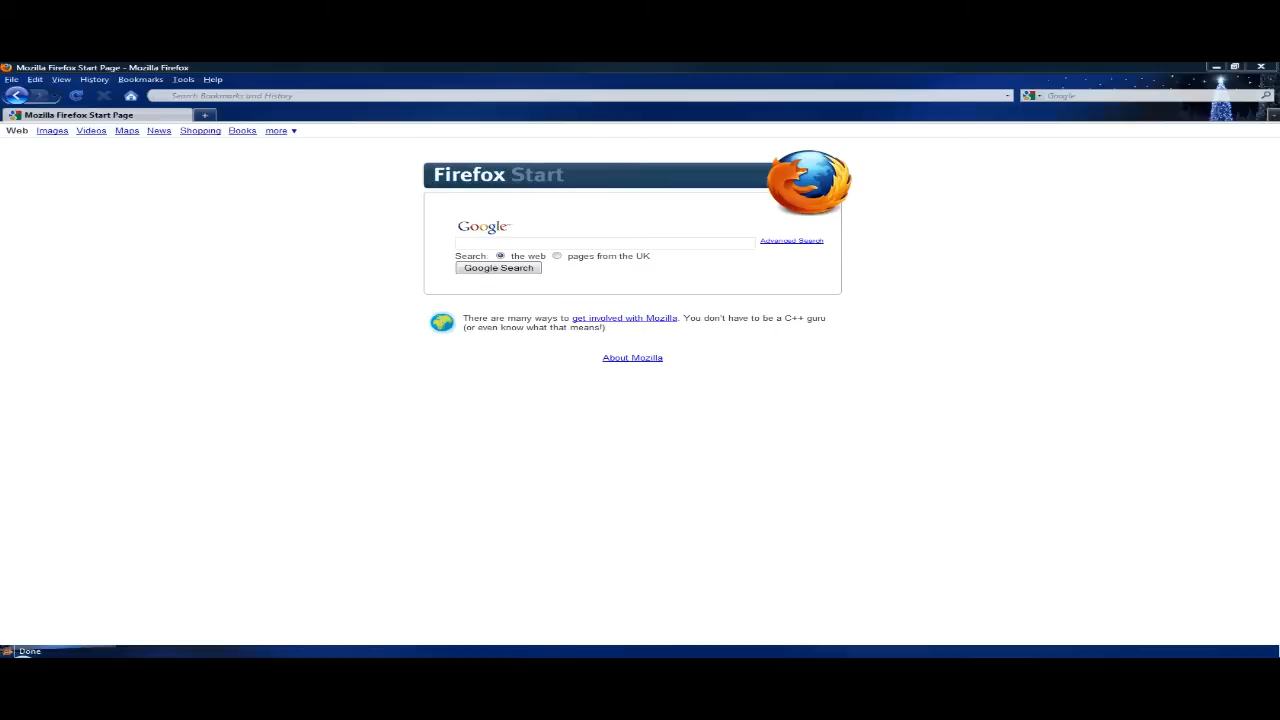 Mozilla Firefox Start Page - Mozilla Firefox
File Edit View History Bookmarks Tools Help
Search Bookmarks and History
Google
Mozilla Firefox Start Page +
Web Images Videos Maps News Shopping Books more ▼
Firefox Start
Google™
Advanced Search
Search: the web pages from the UK
Google Search
There are many ways to get involved with Mozilla. You don't have to be a C++ guru
(or even know what that means!)
About Mozilla
Done